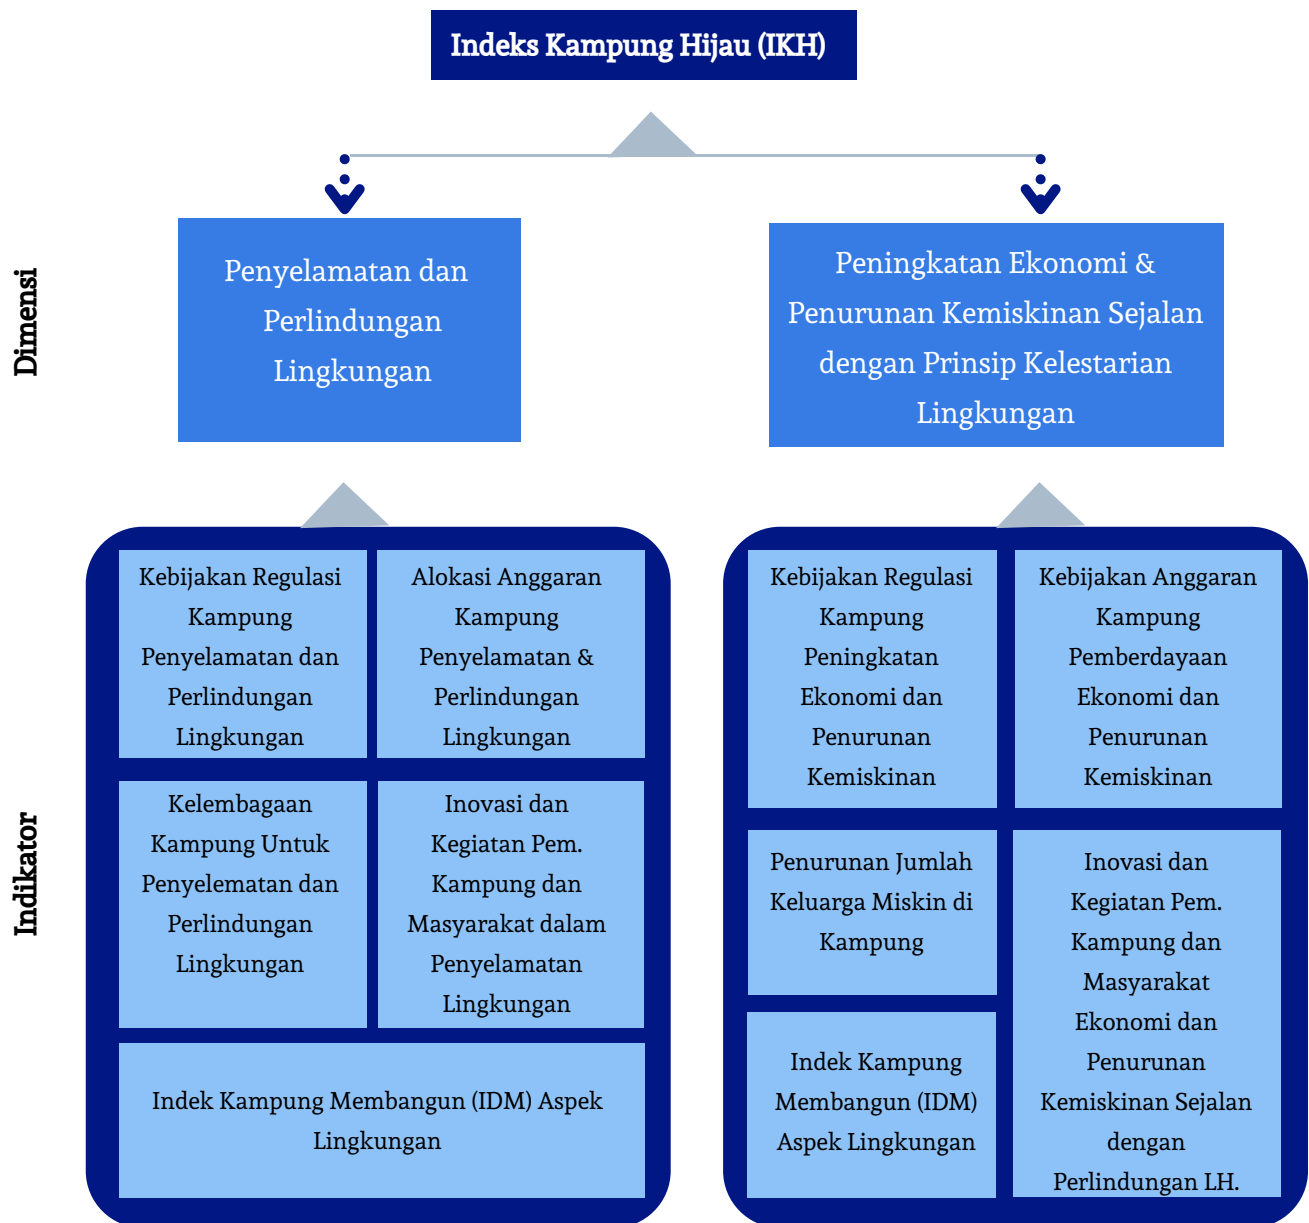 Indeks Kampung Hijau (IKH)
Dimensi
Penyelamatan dan
Perlindungan
Lingkungan
Peningkatan Ekonomi &
Penurunan Kemiskinan Sejalan
dengan Prinsip Kelestarian
Lingkungan
Indikator
Kebijakan Regulasi
Kampung
Penyelamatan dan
Perlindungan
Lingkungan
Alokasi Anggaran
Kampung
Penyelamatan &
Perlindungan
Lingkungan
Kelembagaan
Kampung Untuk
Penyelematan dan
Perlindungan
Lingkungan
Inovasi dan
Kegiatan Pem.
Kampung dan
Masyarakat dalam
Penyelamatan
Lingkungan
Indek Kampung Membangun (IDM) Aspek
Lingkungan
Kebijakan Regulasi
Kampung
Peningkatan
Ekonomi dan
Penurunan
Kemiskinan
Kebijakan Anggaran
Kampung
Pemberdayaan
Ekonomi dan
Penurunan
Kemiskinan
Penurunan Jumlah
Keluarga Miskin di
Kampung
Inovasi dan
Kegiatan Pem.
Kampung dan
Masyarakat
Ekonomi dan
Penurunan
Kemiskinan Sejalan
dengan
Perlindungan LH.
Indek Kampung
Membangun (IDM)
Aspek Lingkungan